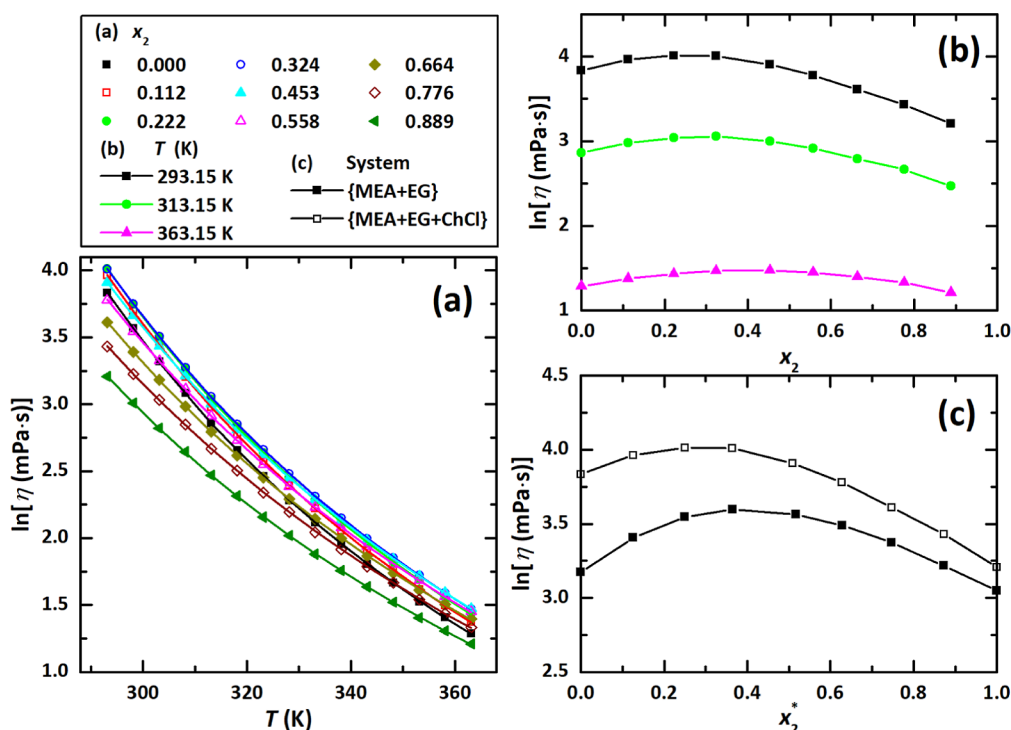 (a) x2
0.000 0.324 0.664
0.112 0.453 0.776
0.222 0.558 0.889
(b) T (K) (c) System
293.15 K {MEA+EG}
313.15 K {MEA+EG+ChCl}
363.15 K
(a)
4.0
3.5
3.0
2.5
2.0
1.5
1.0
ln[ η (mPa·s)]
300 320 340 360
T (K)
(b)
4
3
2
1
ln[ η (mPa·s)]
0.0 0.2 0.4 0.6 0.8 1.0
x2
(c)
4.5
4.0
3.5
3.0
2.5
ln[ η (mPa·s)]
0.0 0.2 0.4 0.6 0.8 1.0
x2*